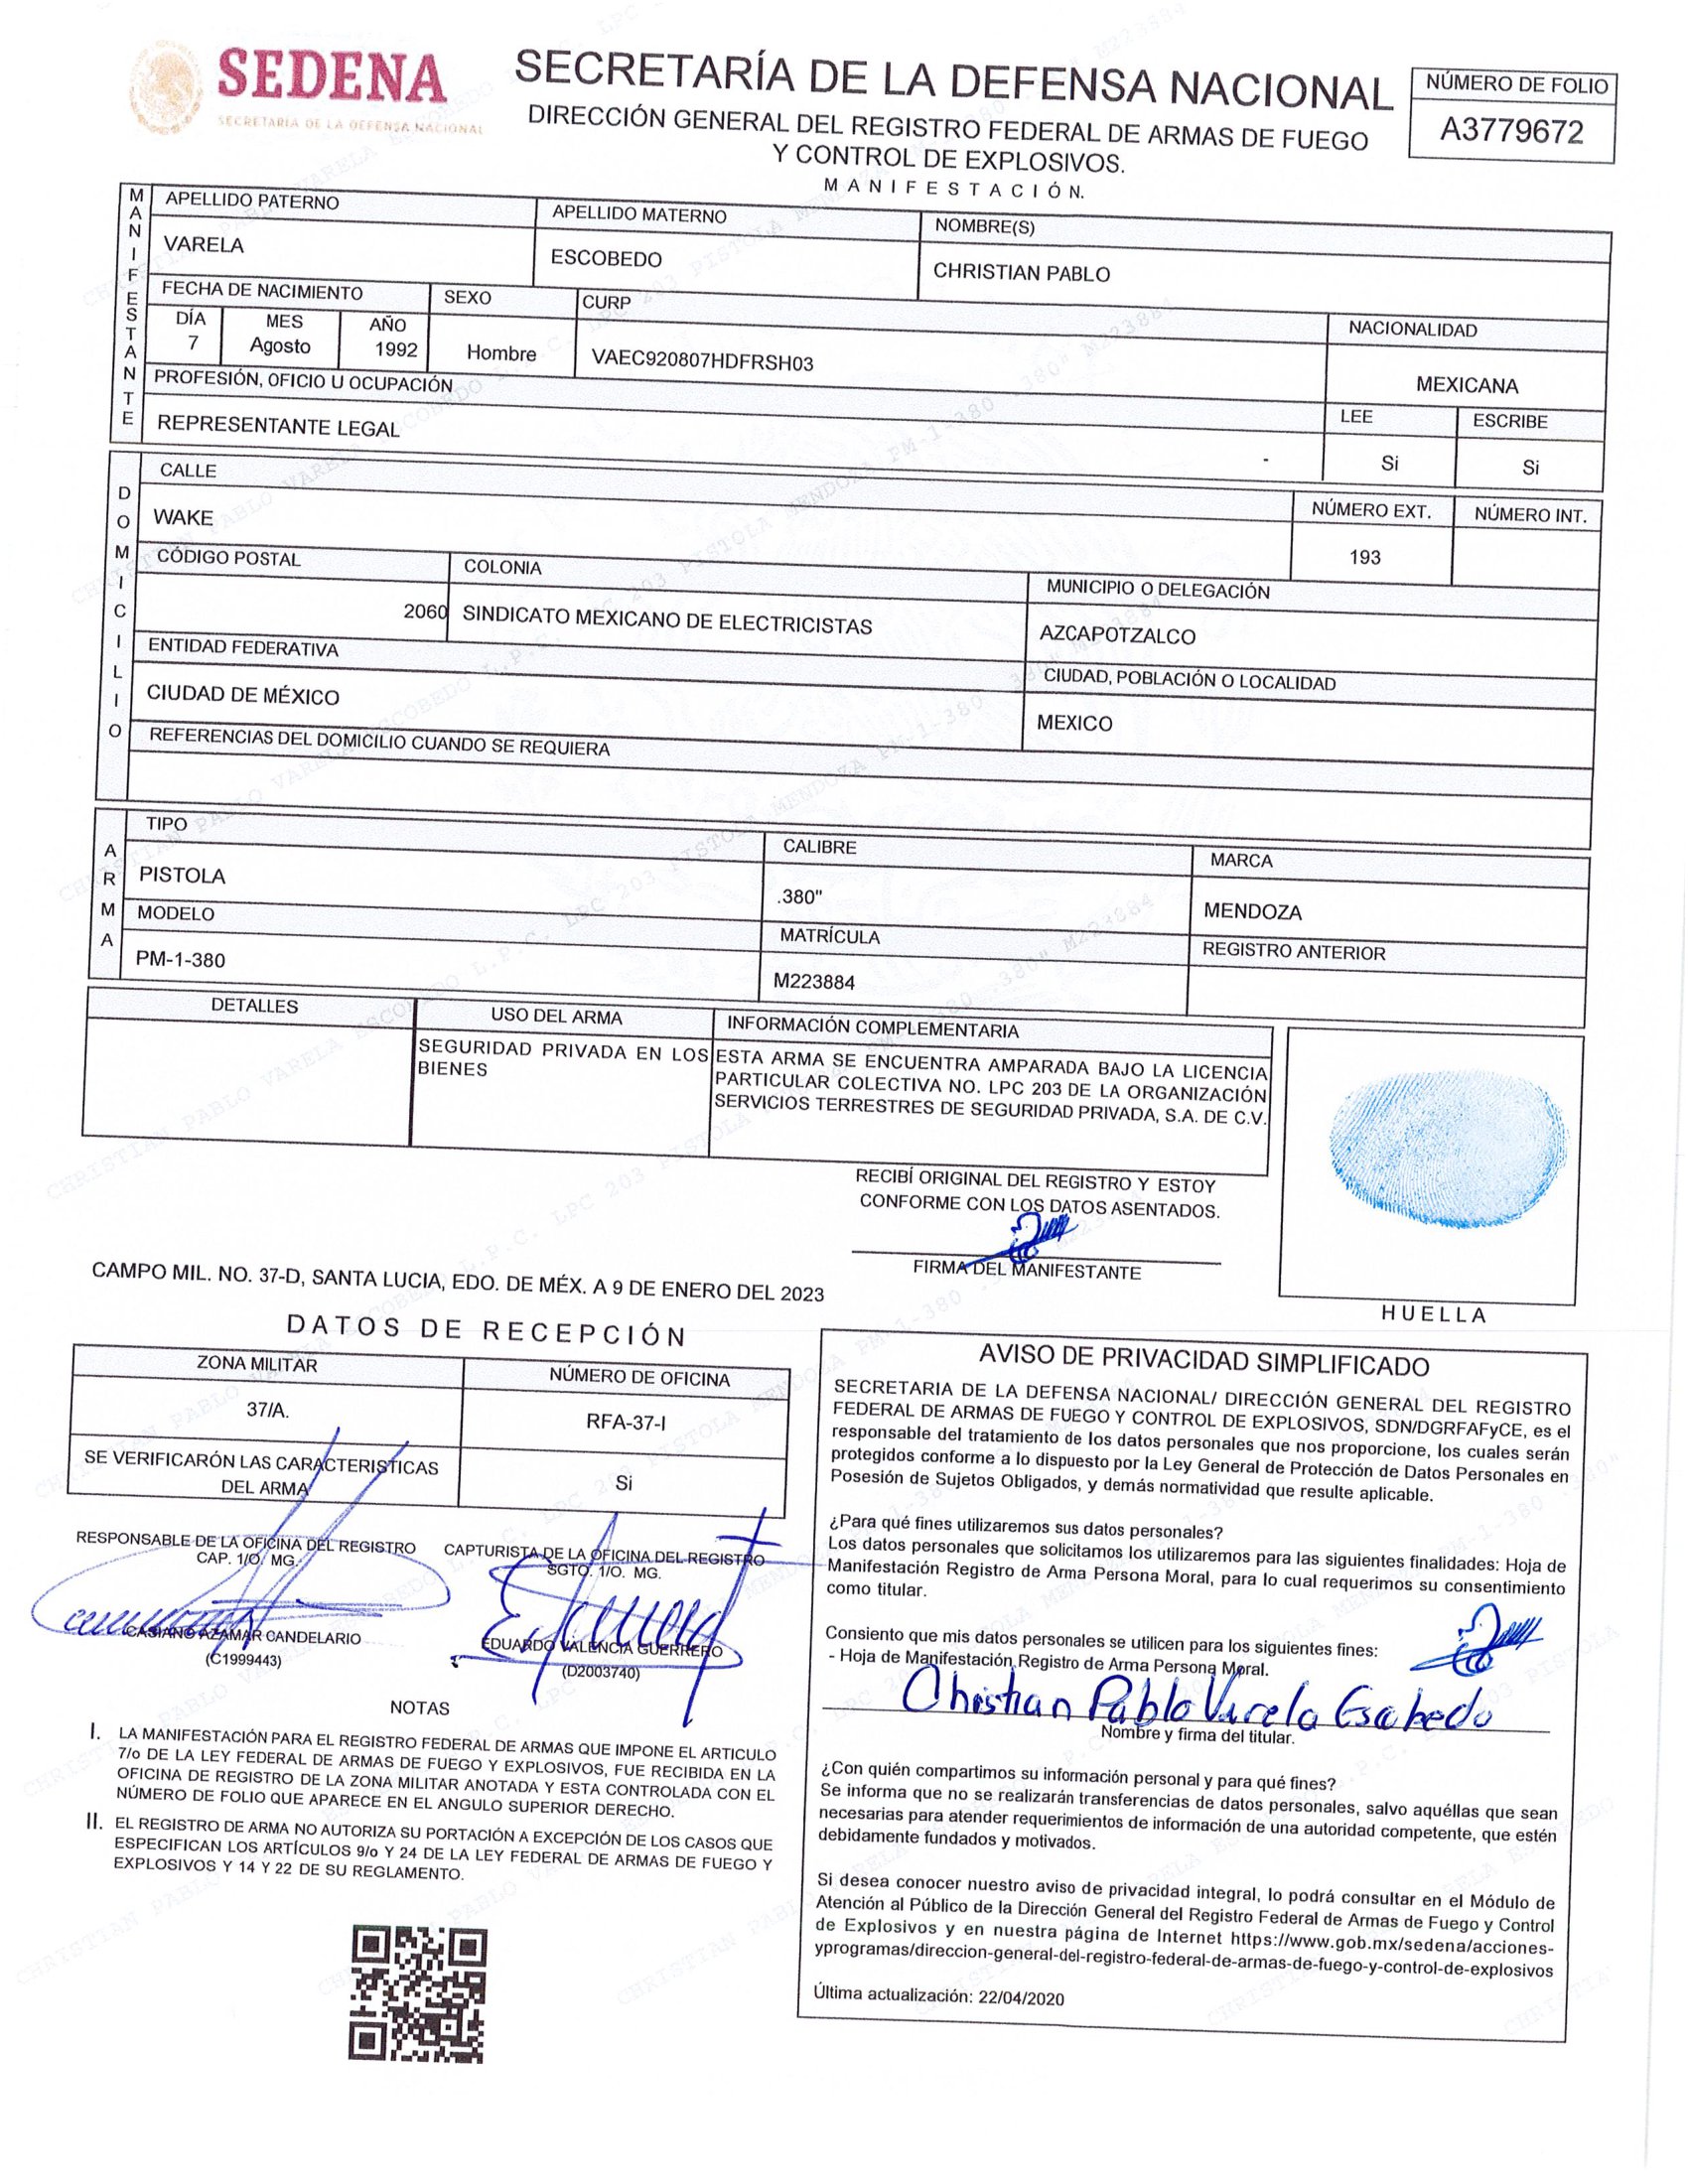 SEDENA
SECRETARÍA DE LA DEFENSA NACIONAL
SECRETARÍA DE LA DEFENSA NACIONAL
DIRECCIÓN GENERAL DEL REGISTRO FEDERAL DE ARMAS DE FUEGO
Y CONTROL DE EXPLOSIVOS.
MANIFESTACIÓN.
NÚMERO DE FOLIO
A3779672
MANIFESTANTE
APELLIDO PATERNO APELLIDO MATERNO NOMBRE(S)
VARELA ESCOBEDO CHRISTIAN PABLO
FECHA DE NACIMIENTO SEXO CURP NACIONALIDAD
DÍA MES AÑO
7 Agosto 1992 Hombre VAEC920807HDFRSH03 MEXICANA
PROFESIÓN, OFICIO U OCUPACIÓN LEE ESCRIBE
REPRESENTANTE LEGAL - Si Si
DOMICILIO
CALLE NÚMERO EXT. NÚMERO INT.
WAKE 193
CÓDIGO POSTAL COLONIA MUNICIPIO O DELEGACIÓN
2060 SINDICATO MEXICANO DE ELECTRICISTAS AZCAPOTZALCO
ENTIDAD FEDERATIVA CIUDAD, POBLACIÓN O LOCALIDAD
CIUDAD DE MÉXICO MEXICO
REFERENCIAS DEL DOMICILIO CUANDO SE REQUIERA
ARMA
TIPO CALIBRE MARCA
PISTOLA .380" MENDOZA
MODELO MATRÍCULA REGISTRO ANTERIOR
PM-1-380 M223884
DETALLES USO DEL ARMA INFORMACIÓN COMPLEMENTARIA
SEGURIDAD PRIVADA EN LOS
BIENES
ESTA ARMA SE ENCUENTRA AMPARADA BAJO LA LICENCIA
PARTICULAR COLECTIVA NO. LPC 203 DE LA ORGANIZACIÓN
SERVICIOS TERRESTRES DE SEGURIDAD PRIVADA, S.A. DE C.V.
RECIBÍ ORIGINAL DEL REGISTRO Y ESTOY
CONFORME CON LOS DATOS ASENTADOS.
FIRMA DEL MANIFESTANTE
HUELLA
CAMPO MIL. NO. 37-D, SANTA LUCIA, EDO. DE MÉX. A 9 DE ENERO DEL 2023
DATOS DE RECEPCIÓN
ZONA MILITAR NÚMERO DE OFICINA
37/A. RFA-37-I
SE VERIFICARÓN LAS CARACTERISTICAS
DEL ARMA
Si
RESPONSABLE DE LA OFICINA DEL REGISTRO
CAP. 1/O. MG.
CASIANO AZAMAR CANDELARIO
(C1999443)
CAPTURISTA DE LA OFICINA DEL REGISTRO
SGTO. 1/O. MG.
EDUARDO VALENCIA GUERRERO
(D2003740)
NOTAS
I. LA MANIFESTACIÓN PARA EL REGISTRO FEDERAL DE ARMAS QUE IMPONE EL ARTICULO
7/o DE LA LEY FEDERAL DE ARMAS DE FUEGO Y EXPLOSIVOS, FUE RECIBIDA EN LA
OFICINA DE REGISTRO DE LA ZONA MILITAR ANOTADA Y ESTA CONTROLADA CON EL
NÚMERO DE FOLIO QUE APARECE EN EL ANGULO SUPERIOR DERECHO.
II. EL REGISTRO DE ARMA NO AUTORIZA SU PORTACIÓN A EXCEPCIÓN DE LOS CASOS QUE
ESPECIFICAN LOS ARTÍCULOS 9/o Y 24 DE LA LEY FEDERAL DE ARMAS DE FUEGO Y
EXPLOSIVOS Y 14 Y 22 DE SU REGLAMENTO.
AVISO DE PRIVACIDAD SIMPLIFICADO
SECRETARIA DE LA DEFENSA NACIONAL/ DIRECCIÓN GENERAL DEL REGISTRO
FEDERAL DE ARMAS DE FUEGO Y CONTROL DE EXPLOSIVOS, SDN/DGRFAFyCE, es el
responsable del tratamiento de los datos personales que nos proporcione, los cuales serán
protegidos conforme a lo dispuesto por la Ley General de Protección de Datos Personales en
Posesión de Sujetos Obligados, y demás normatividad que resulte aplicable.
¿Para qué fines utilizaremos sus datos personales?
Los datos personales que solicitamos los utilizaremos para las siguientes finalidades: Hoja de
Manifestación Registro de Arma Persona Moral, para lo cual requerimos su consentimiento
como titular.
Consiento que mis datos personales se utilicen para los siguientes fines:
- Hoja de Manifestación Registro de Arma Persona Moral.
Christian Pablo Varela Escobedo
Nombre y firma del titular.
¿Con quién compartimos su información personal y para qué fines?
Se informa que no se realizarán transferencias de datos personales, salvo aquéllas que sean
necesarias para atender requerimientos de información de una autoridad competente, que estén
debidamente fundados y motivados.
Si desea conocer nuestro aviso de privacidad integral, lo podrá consultar en el Módulo de
Atención al Público de la Dirección General del Registro Federal de Armas de Fuego y Control
de Explosivos y en nuestra página de Internet https://www.gob.mx/sedena/acciones-
yprogramas/direccion-general-del-registro-federal-de-armas-de-fuego-y-control-de-explosivos
Última actualización: 22/04/2020